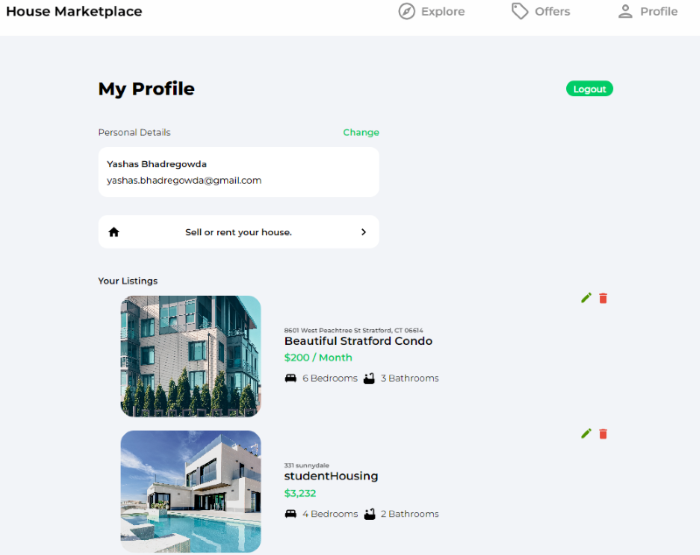 House Marketplace
Explore
Offers
Profile
My Profile
Logout
Personal Details
Change
Yashas Bhadregowda
yashas.bhadregowda@gmail.com
Sell or rent your house.
Your Listings
8601 West Peachtree St Stratford, CT 06614
Beautiful Stratford Condo
$200 / Month
6 Bedrooms 3 Bathrooms
331 sunnydale
studentHousing
$3,232
4 Bedrooms 2 Bathrooms